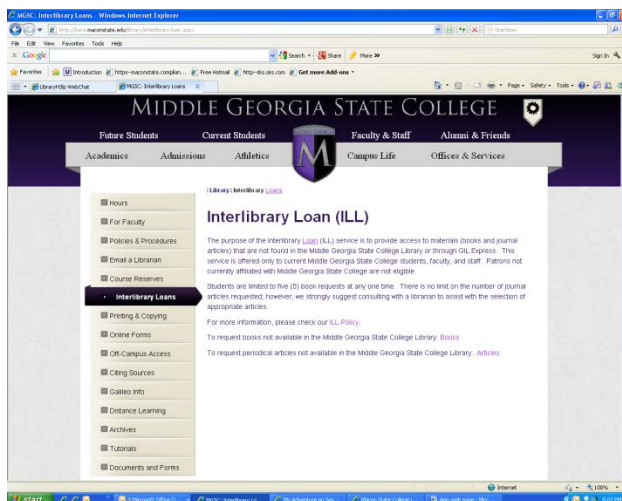 MGSC: Interlibrary Loans - Windows Internet Explorer
File Edit View Favorites Tools Help
Google
Search
Share
More »
Sign In
Favorites
Free Hotmail
Get more Add-ons
LibraryH3lp WebChat
MGSC: Interlibrary Loans
Page
Safety
Tools
MIDDLE GEORGIA STATE COLLEGE
Future Students
Current Students
Faculty & Staff
Alumni & Friends
Academics
Admissions
Athletics
M
Campus Life
Offices & Services
: Library : Interlibrary Loans
Hours
For Faculty
Policies & Procedures
Email a Librarian
Course Reserves
Interlibrary Loans
Printing & Copying
Online Forms
Off-Campus Access
Citing Sources
Galileo Info
Distance Learning
Archives
Tutorials
Documents and Forms
Interlibrary Loan (ILL)
The purpose of the Interlibrary Loan (ILL) service is to provide access to materials (books and journal
articles) that are not found in the Middle Georgia State College Library or through GIL Express. This
service is offered only to current Middle Georgia State College students, faculty, and staff. Patrons not
currently affiliated with Middle Georgia State College are not eligible.
Students are limited to five (5) book requests at any one time. There is no limit on the number of journal
articles requested; however, we strongly suggest consulting with a librarian to assist with the selection of
appropriate articles.
For more information, please check our ILL Policy.
To request books not available in the Middle Georgia State College Library: Books
To request periodical articles not available in the Middle Georgia State College Library: Articles
Internet
100%
start
5:02 PM